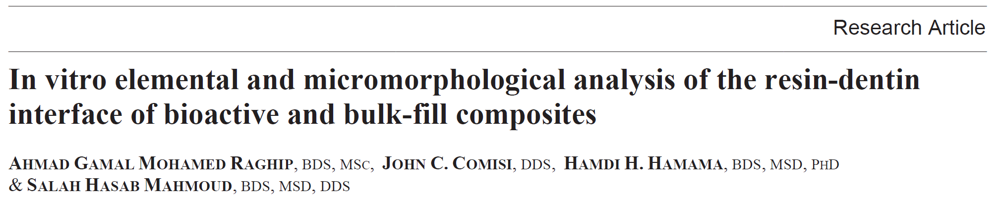 Research Article
In vitro elemental and micromorphological analysis of the resin-dentin
interface of bioactive and bulk-fill composites
AHMAD GAMAL MOHAMED RAGHIP, BDS, MSC, JOHN C. COMISI, DDS, HAMDI H. HAMAMA, BDS, MSD, PHD
& SALAH HASAB MAHMOUD, BDS, MSD, DDS